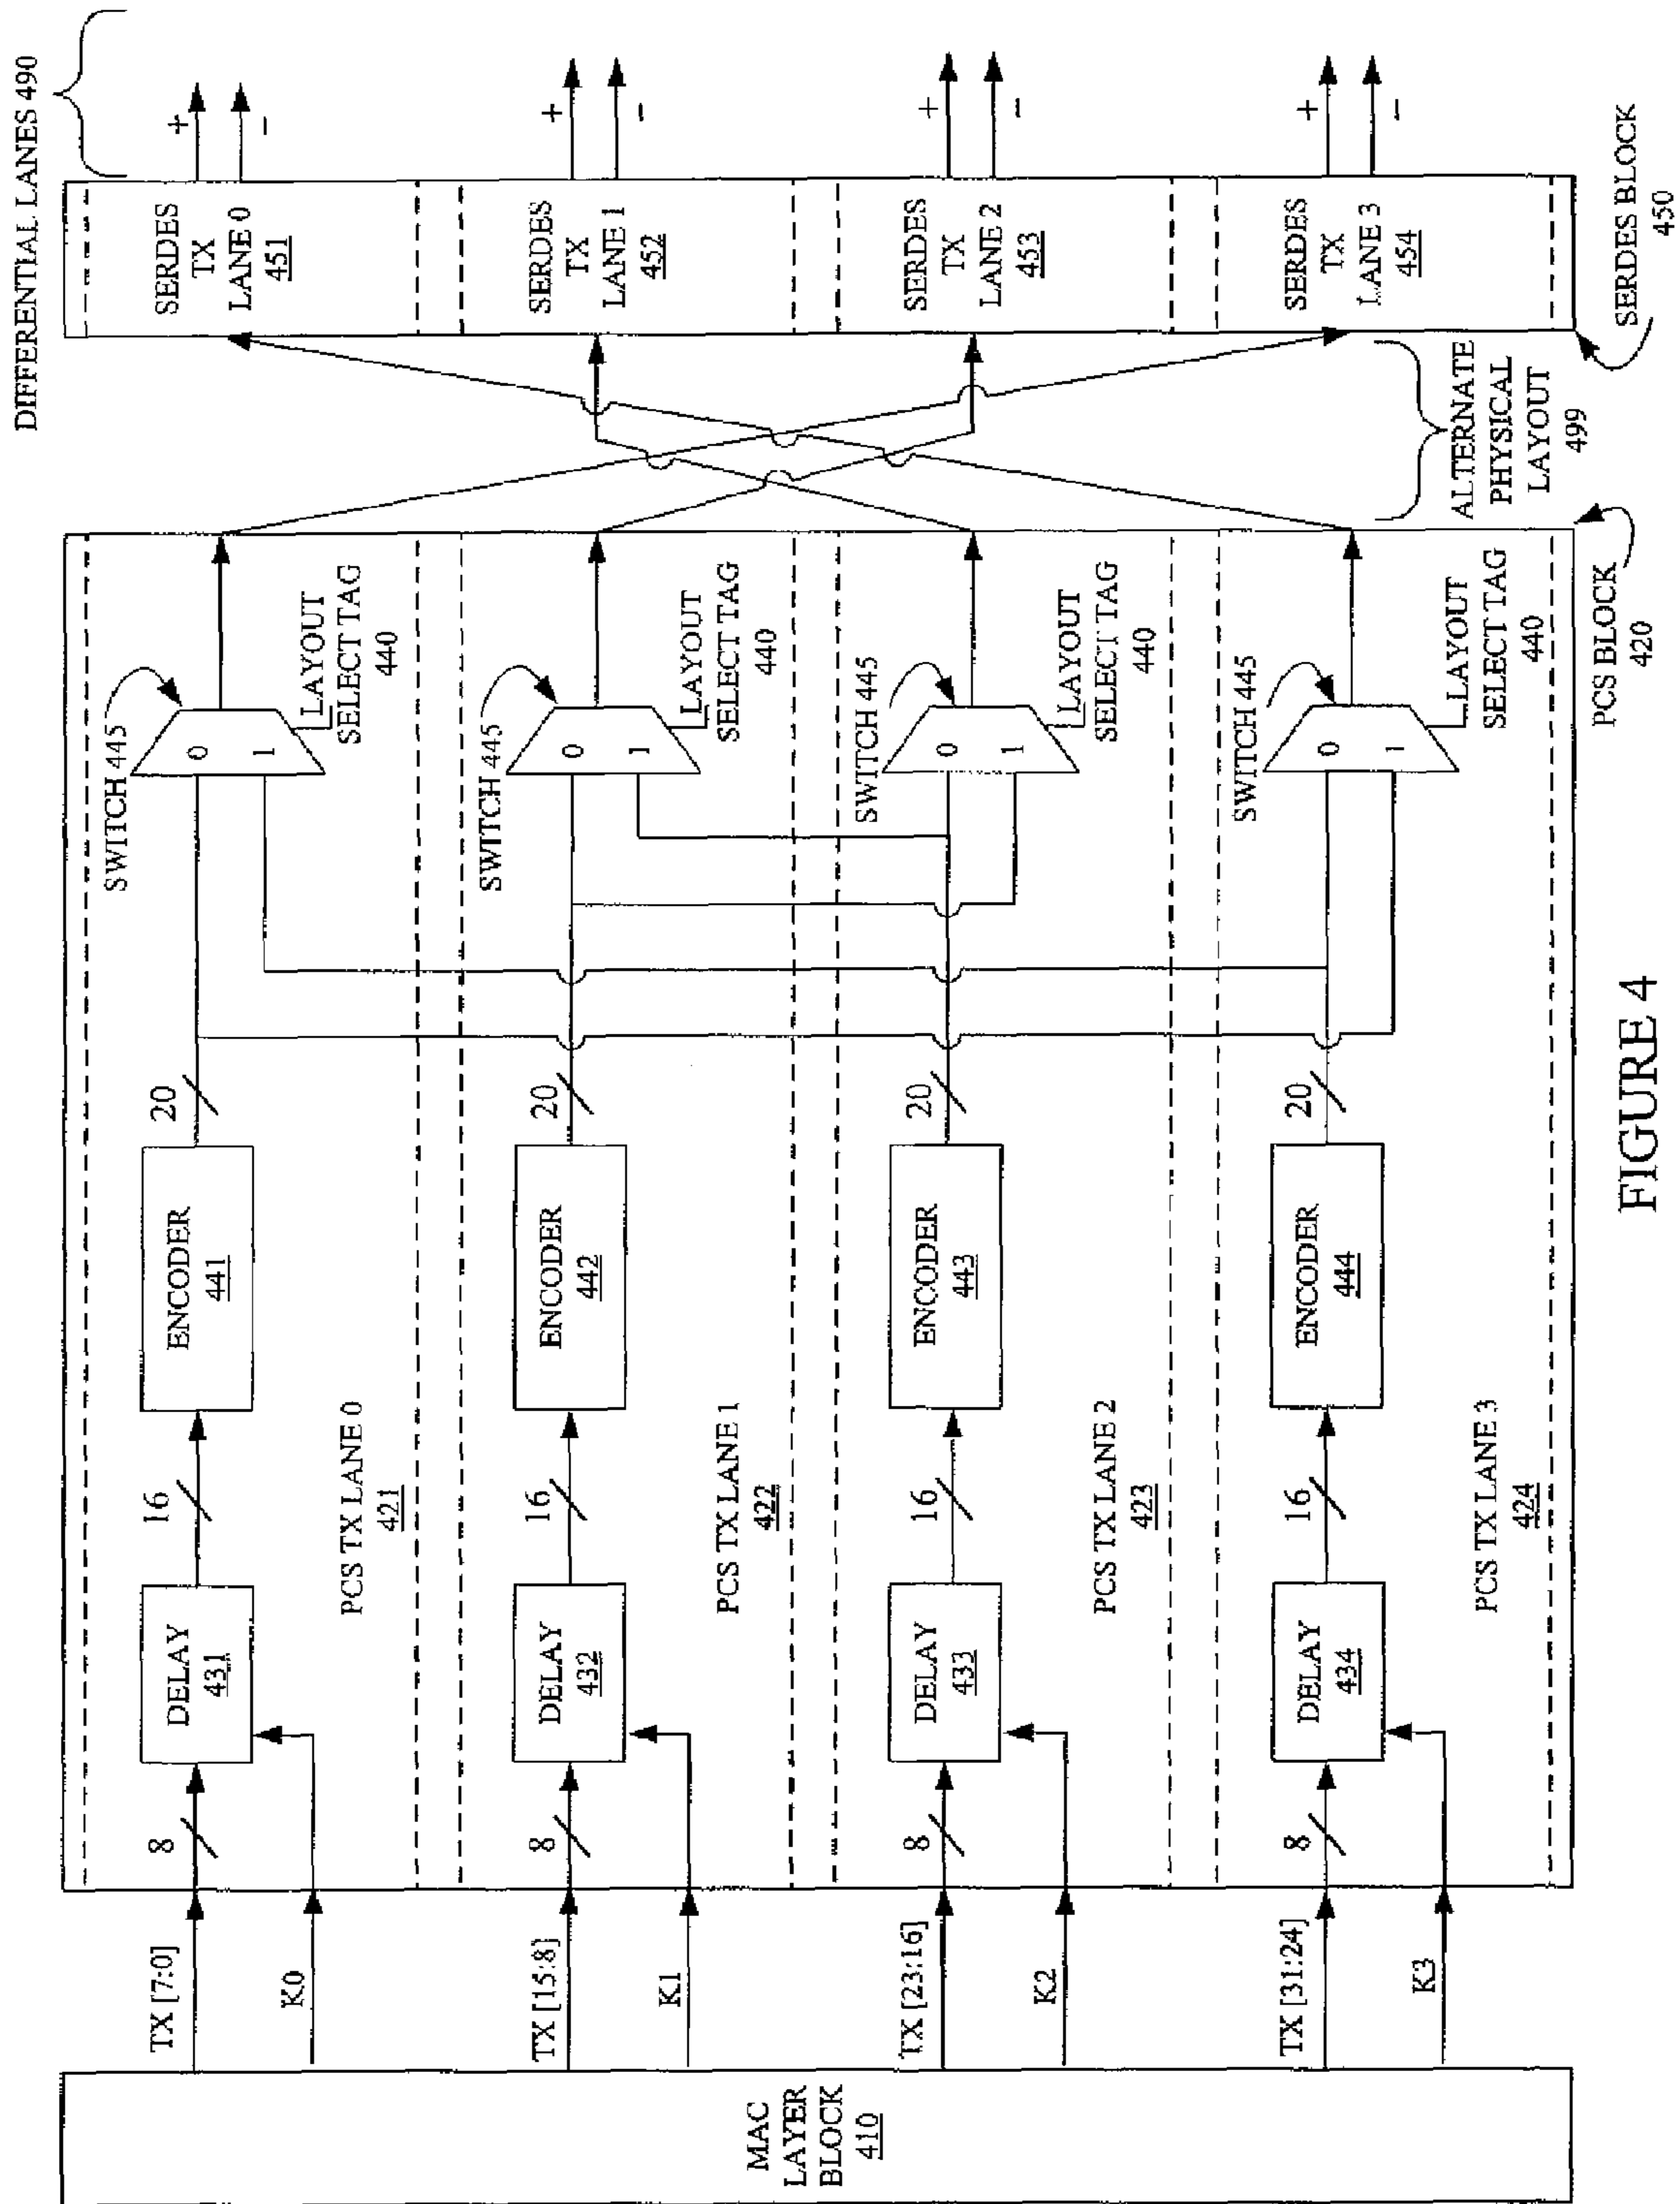 DIFFERENTIAL LANES 490
MAC
LAYER
BLOCK
410
TX [7:0]
K0
8
DELAY
431
16
ENCODER
441
20
SWITCH 445
0
1
LAYOUT
SELECT TAG
440
PCS TX LANE 0
421
SERDES
TX
LANE 0
451
+
-
TX [15:8]
K1
8
DELAY
432
16
ENCODER
442
20
SWITCH 445
0
1
LAYOUT
SELECT TAG
440
PCS TX LANE 1
422
SERDES
TX
LANE 1
452
+
-
TX [23:16]
K2
8
DELAY
433
16
ENCODER
443
20
SWITCH 445
0
1
LAYOUT
SELECT TAG
440
PCS TX LANE 2
423
SERDES
TX
LANE 2
453
+
-
TX [31:24]
K3
8
DELAY
434
16
ENCODER
444
20
SWITCH 445
0
1
LAYOUT
SELECT TAG
440
PCS TX LANE 3
424
SERDES
TX
LANE 3
454
+
-
ALTERNATE
PHYSICAL
LAYOUT
499
PCS BLOCK
420
SERDES BLOCK
450
FIGURE 4